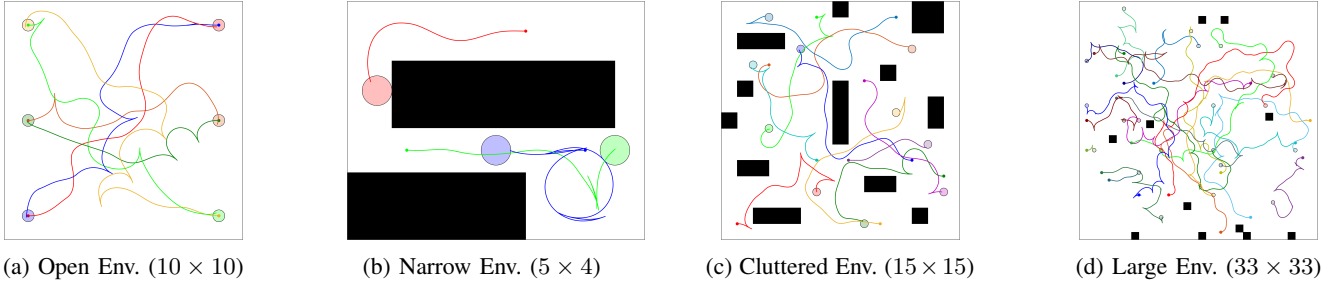 (a) Open Env. (10 × 10)
(b) Narrow Env. (5 × 4)
(c) Cluttered Env. (15×15)
(d) Large Env. (33 × 33)